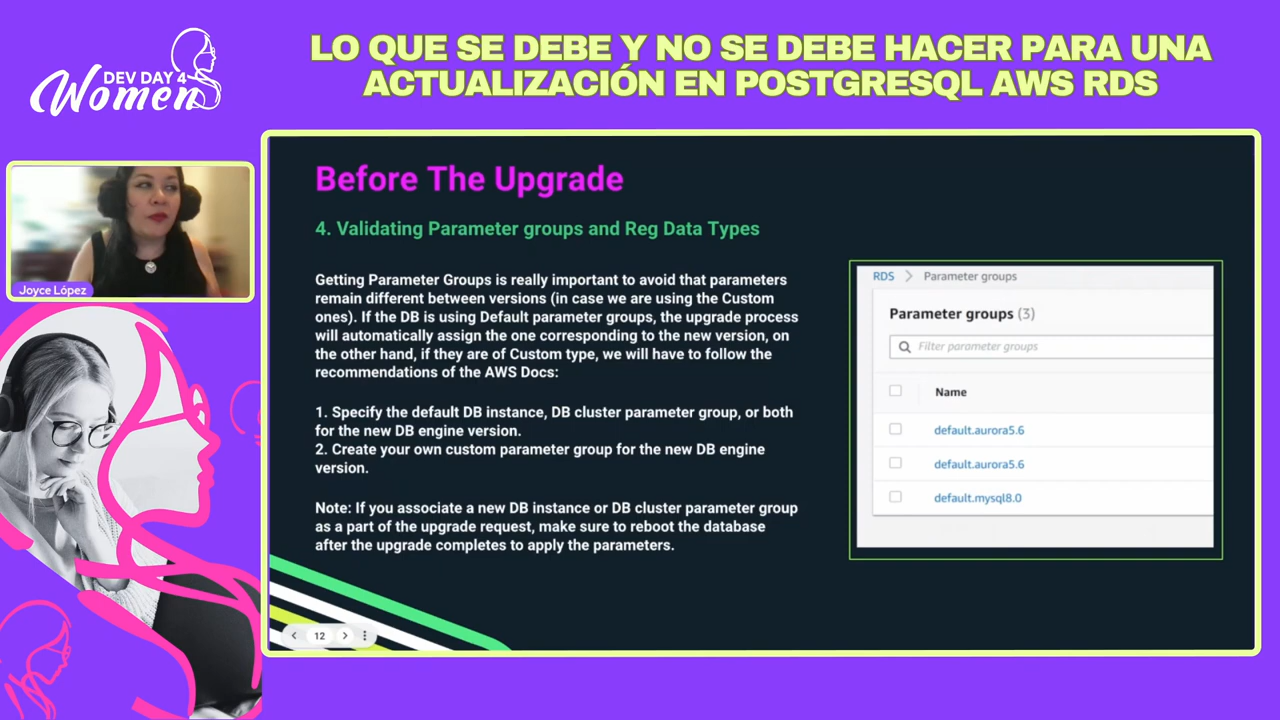 DEV DAY 4
Women
LO QUE SE DEBE Y NO SE DEBE HACER PARA UNA
ACTUALIZACIÓN EN POSTGRESQL AWS RDS
Joyce López
Before The Upgrade
4. Validating Parameter groups and Reg Data Types
Getting Parameter Groups is really important to avoid that parameters
remain different between versions (in case we are using the Custom
ones). If the DB is using Default parameter groups, the upgrade process
will automatically assign the one corresponding to the new version, on
the other hand, if they are of Custom type, we will have to follow the
recommendations of the AWS Docs:
1. Specify the default DB instance, DB cluster parameter group, or both
for the new DB engine version.
2. Create your own custom parameter group for the new DB engine
version.
Note: If you associate a new DB instance or DB cluster parameter group
as a part of the upgrade request, make sure to reboot the database
after the upgrade completes to apply the parameters.
RDS > Parameter groups
Parameter groups (3)
Filter parameter groups
Name
default.aurora5.6
default.aurora5.6
default.mysql8.0
12